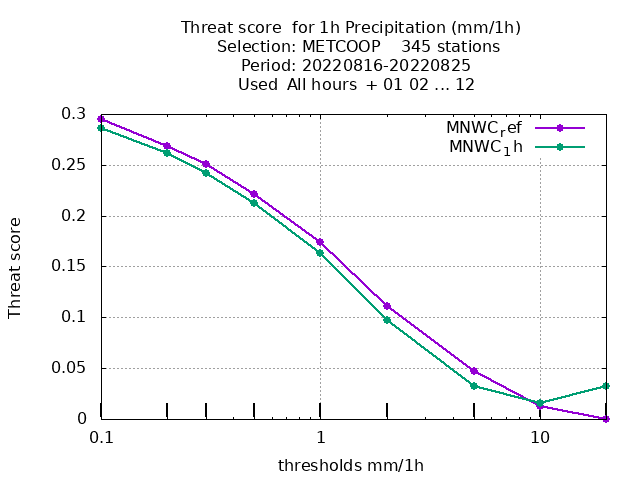 Threat score  for 1h Precipitation (mm/1h)
Selection: METCOOP    345 stations
Period: 20220816-20220825
Used  All hours  + 01 02 ... 12
MNWCref
MNWC1h
0.3
0.25
0.2
0.15
0.1
0.05
0
Threat score
0.1 1 10
thresholds mm/1h